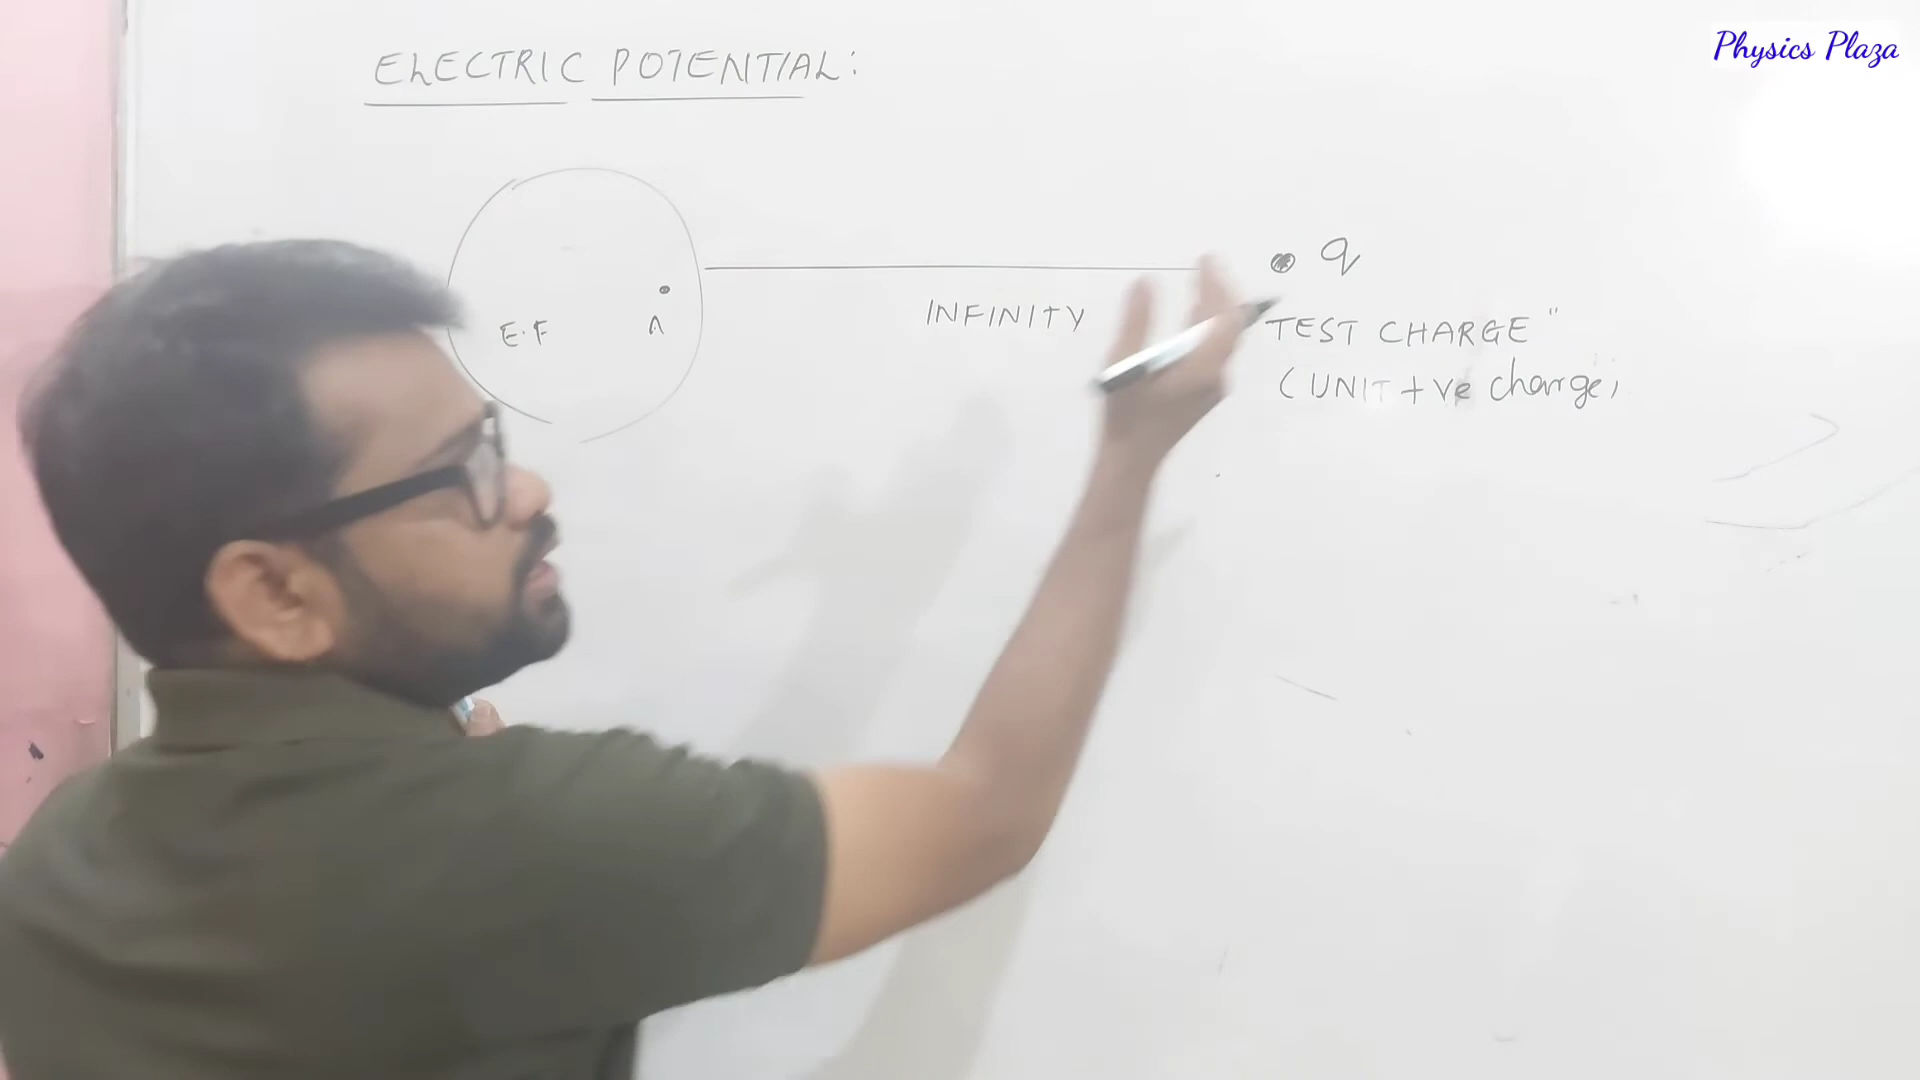 Physics Plaza
ELECTRIC POTENTIAL:
q
INFINITY
E.F
A
TEST CHARGE"
(UNIT +ve charge)